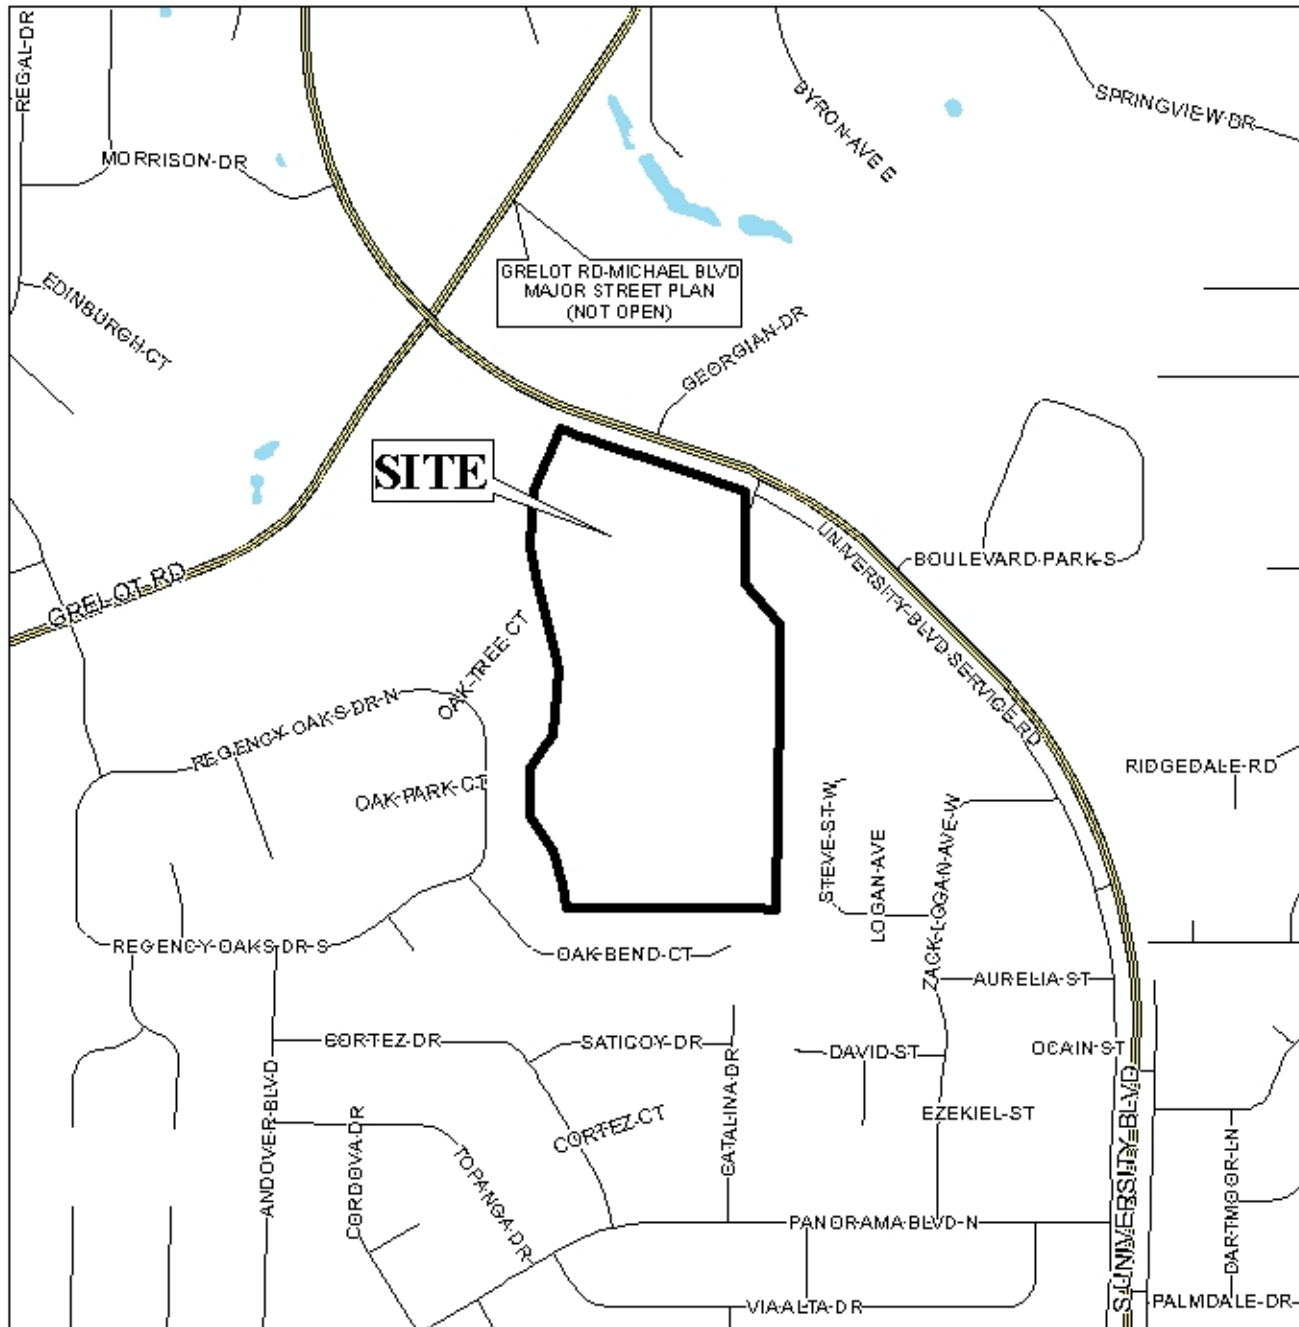 REGAL-DR
MORRISON-DR
BYRON-AVE E
SPRINGVIEW-DR
EDINBURGH-CT
GRELOT RD-MICHAEL BLVD
MAJOR STREET PLAN
(NOT OPEN)
GEORGIAN-DR
SITE
UNIVERSITY-BLVD-SERVICE-RD
BOULEVARD-PARK-S
GRELOT-RD
OAK-TREE-CT
REGENCY-OAKS-DR-N
OAK-PARK-CT
RIDGEDALE-RD
STEVE-ST-W
LOGAN-AVE
ZACK-LOGAN-AVE-W
REGENCY-OAKS-DR-S
OAK-BEND-CT
AURELIA-ST
CORTEZ-DR
SATICOY-DR
DAVID-ST
OCAIN-ST
ANDOVER-BLVD
CORDOVA-DR
TOPANGA-DR
CORTEZ-CT
CATALINA-DR
EZEKIEL-ST
S-UNIVERSITY-BLVD
DARTMOOR-LN
PANORAMA-BLVD-N
VIA-ALTA-DR
PALMDALE-DR